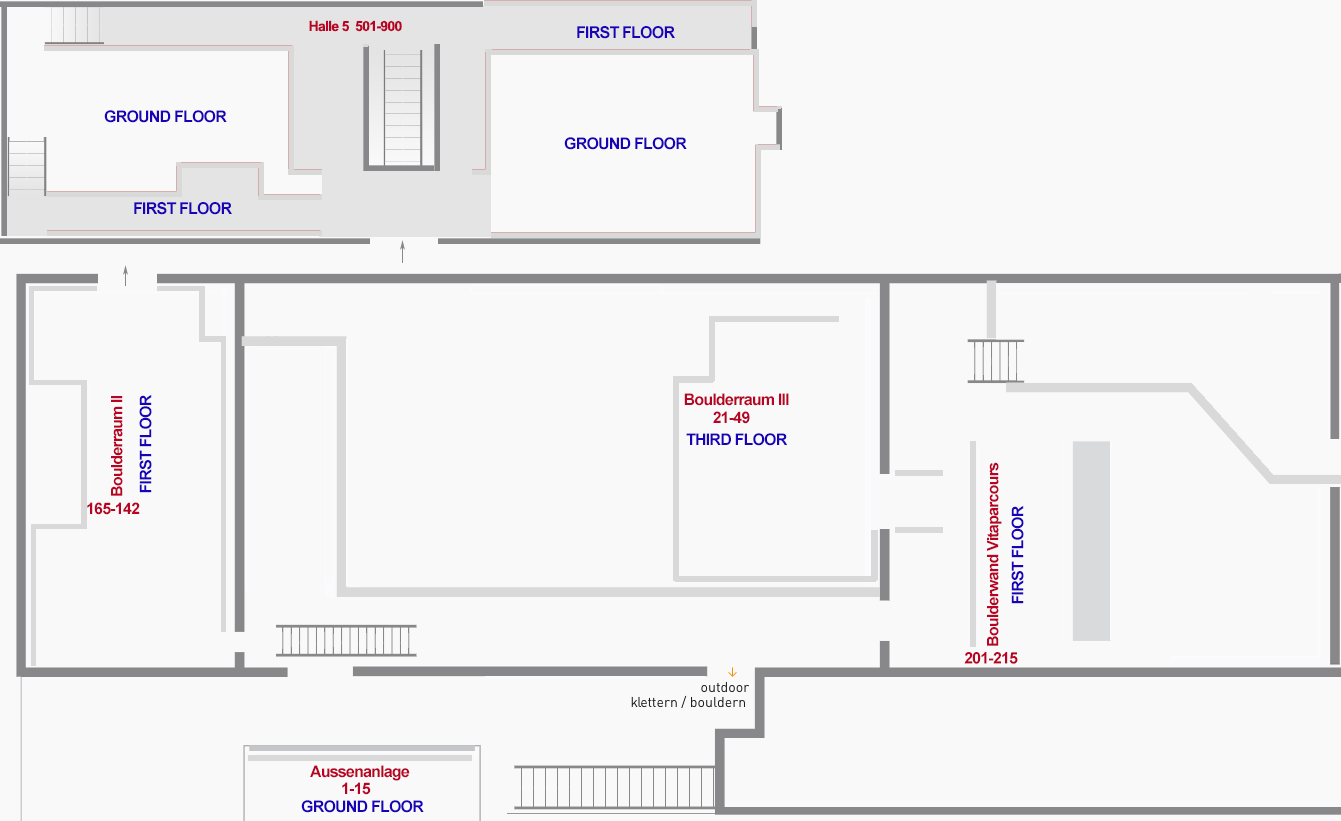 Halle 5 501-900
FIRST FLOOR
GROUND FLOOR
GROUND FLOOR
FIRST FLOOR
Boulderraum II
FIRST FLOOR
165-142
Boulderraum III
21-49
THIRD FLOOR
Boulderwand Vitaparcours
FIRST FLOOR
201-215
outdoor
klettern / bouldern
Aussenanlage
1-15
GROUND FLOOR